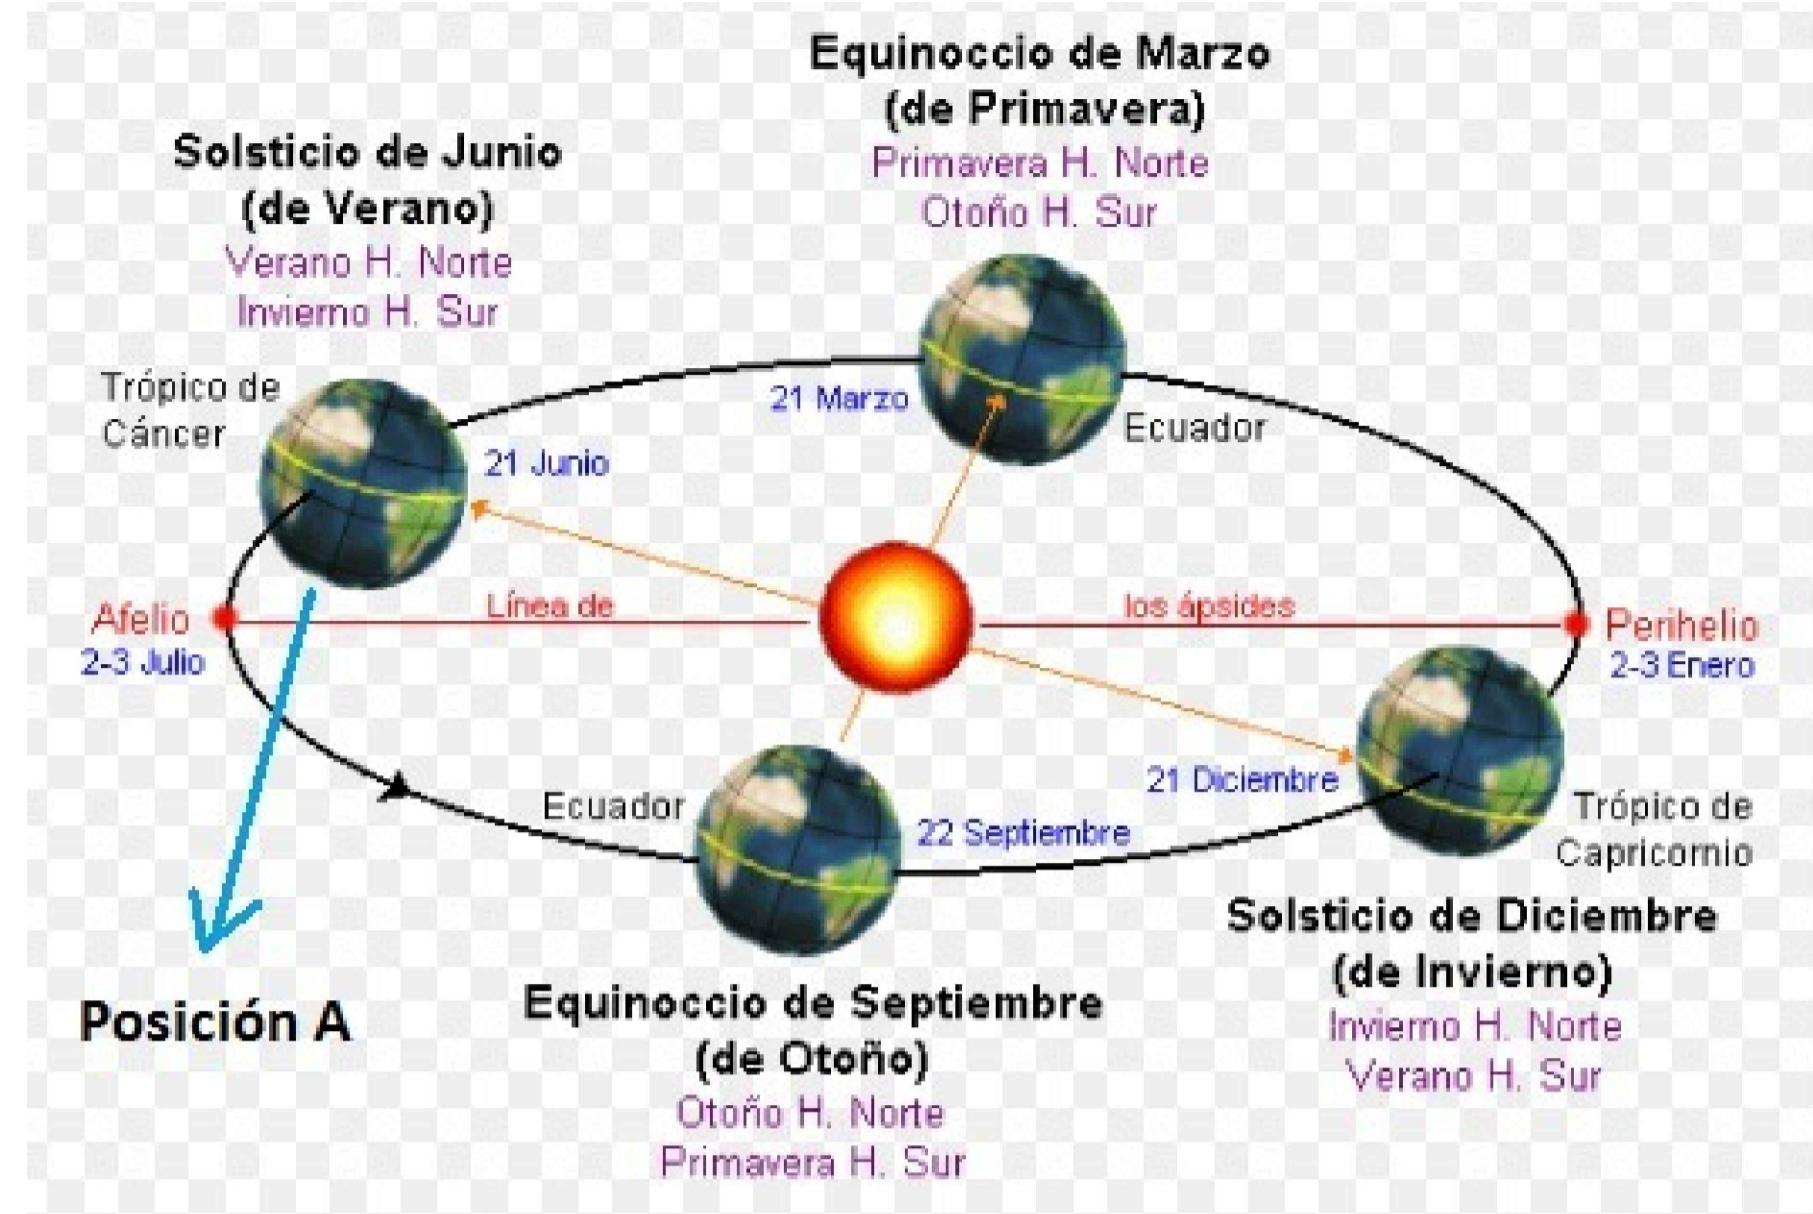 Equinoccio de Marzo
(de Primavera)
Primavera H. Norte
Otoño H. Sur
Solsticio de Junio
(de Verano)
Verano H. Norte
Invierno H. Sur
Trópico de
Cáncer
21 Junio
21 Marzo
Ecuador
Afelio
2-3 Julio
Línea de
los ápsides
Perihelio
2-3 Enero
Ecuador
22 Septiembre
21 Diciembre
Trópico de
Capricornio
Posición A
Equinoccio de Septiembre
(de Otoño)
Otoño H. Norte
Primavera H. Sur
Solsticio de Diciembre
(de Invierno)
Invierno H. Norte
Verano H. Sur